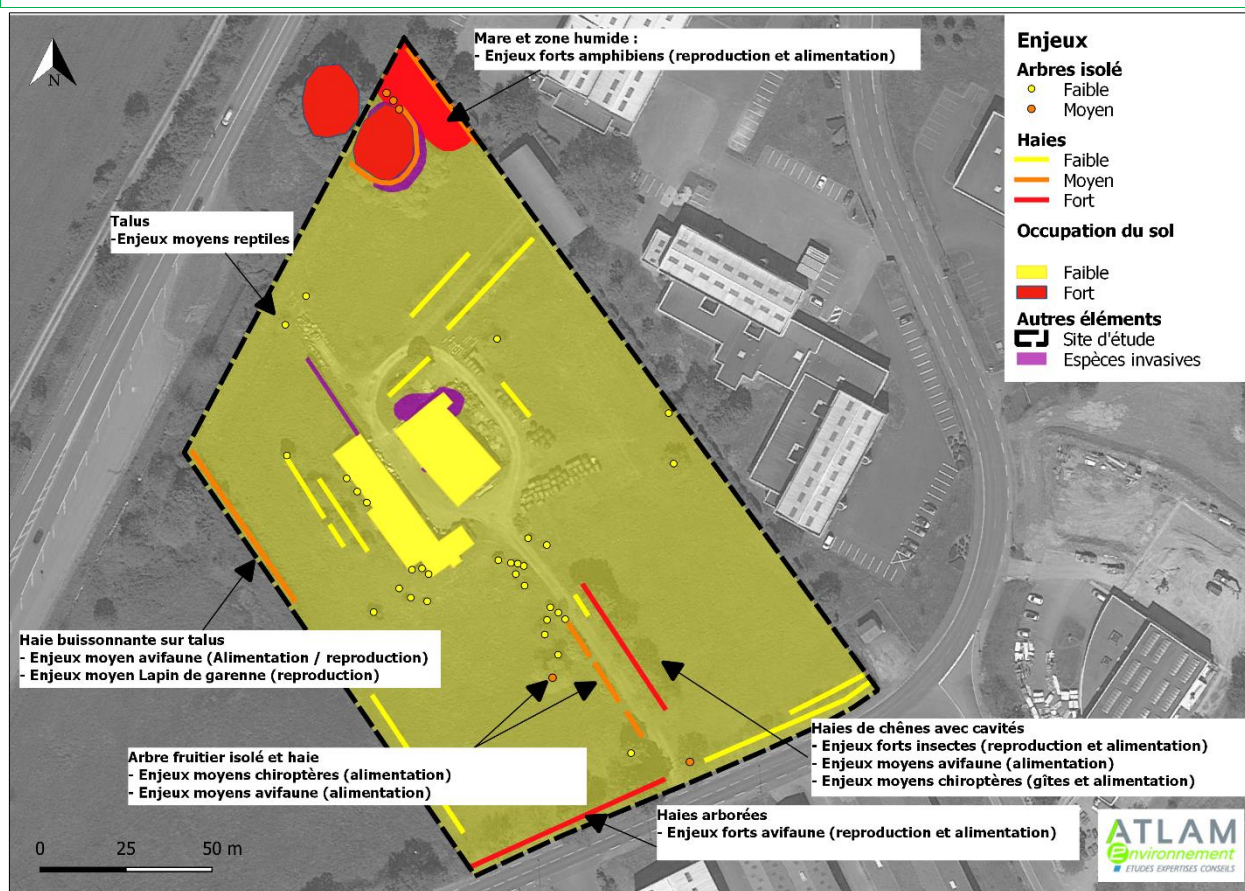 Mare et zone humide :
- Enjeux forts amphibiens (reproduction et alimentation)
N
Enjeux
Arbres isolé
Faible
Moyen
Haies
Faible
Moyen
Fort
Occupation du sol
Faible
Fort
Autres éléments
Site d'étude
Espèces invasives
Talus
-Enjeux moyens reptiles
Haie buissonnante sur talus
- Enjeux moyen avifaune (Alimentation / reproduction)
- Enjeux moyen Lapin de garenne (reproduction)
Arbre fruitier isolé et haie
- Enjeux moyens chiroptères (alimentation)
- Enjeux moyens avifaune (alimentation)
Haies de chênes avec cavités
- Enjeux forts insectes (reproduction et alimentation)
- Enjeux moyens avifaune (alimentation)
- Enjeux moyens chiroptères (gîtes et alimentation)
Haies arborées
- Enjeux forts avifaune (reproduction et alimentation)
0 25 50 m
ATLAM
environnement
ETUDES EXPERTISES CONSEILS